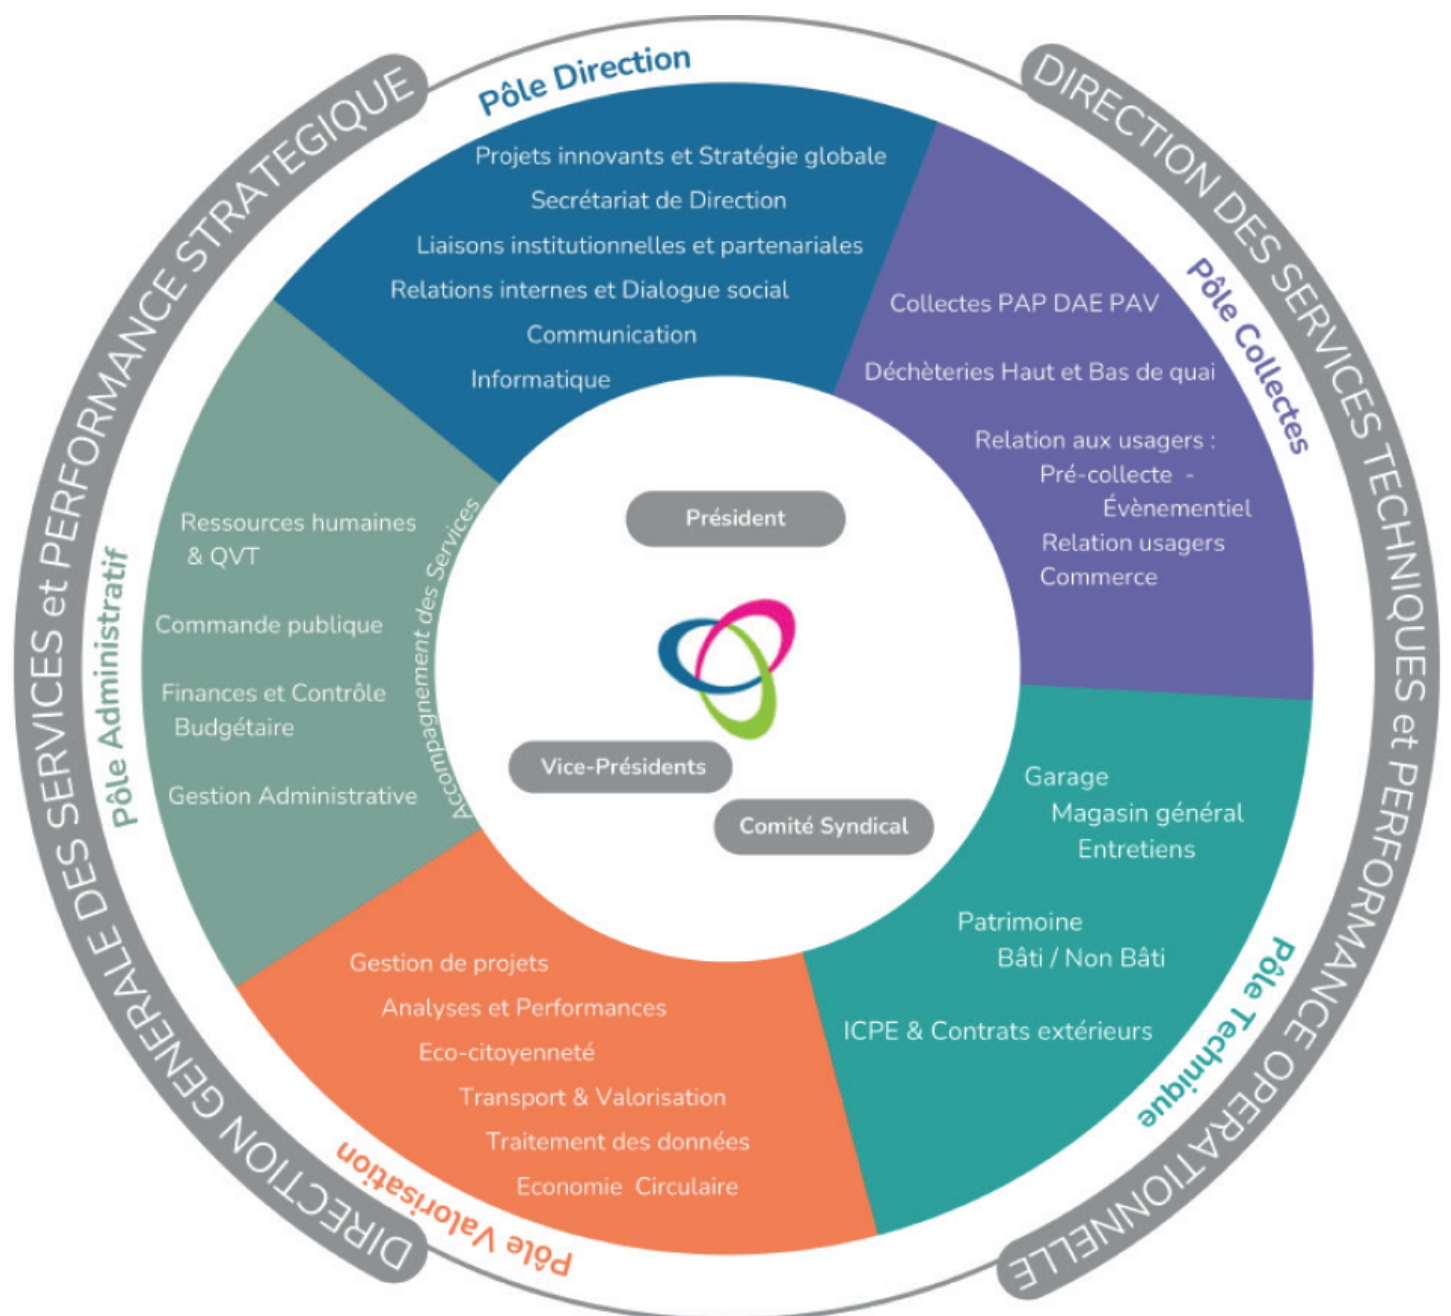 DIRECTION GENERALE DES SERVICES et PERFORMANCE STRATEGIQUE
DIRECTION DES SERVICES TECHNIQUES et PERFORMANCE OPERATIONNELLE
Pôle Direction
Projets innovants et Stratégie globale
Secrétariat de Direction
Liaisons institutionnelles et partenariales
Relations internes et Dialogue social
Communication
Informatique
Pôle Collectes
Collectes PAP DAE PAV
Déchèteries Haut et Bas de quai
Relation aux usagers :
Pré-collecte -
Évènementiel
Relation usagers
Commerce
Pôle Technique
Garage
Magasin général
Entretiens
Patrimoine
Bâti / Non Bâti
ICPE & Contrats extérieurs
Pôle Valorisation
Gestion de projets
Analyses et Performances
Eco-citoyenneté
Transport & Valorisation
Traitement des données
Economie Circulaire
Pôle Administratif
Ressources humaines
& QVT
Commande publique
Finances et Contrôle
Budgétaire
Gestion Administrative
Accompagnement des Services
Président
Vice-Présidents
Comité Syndical